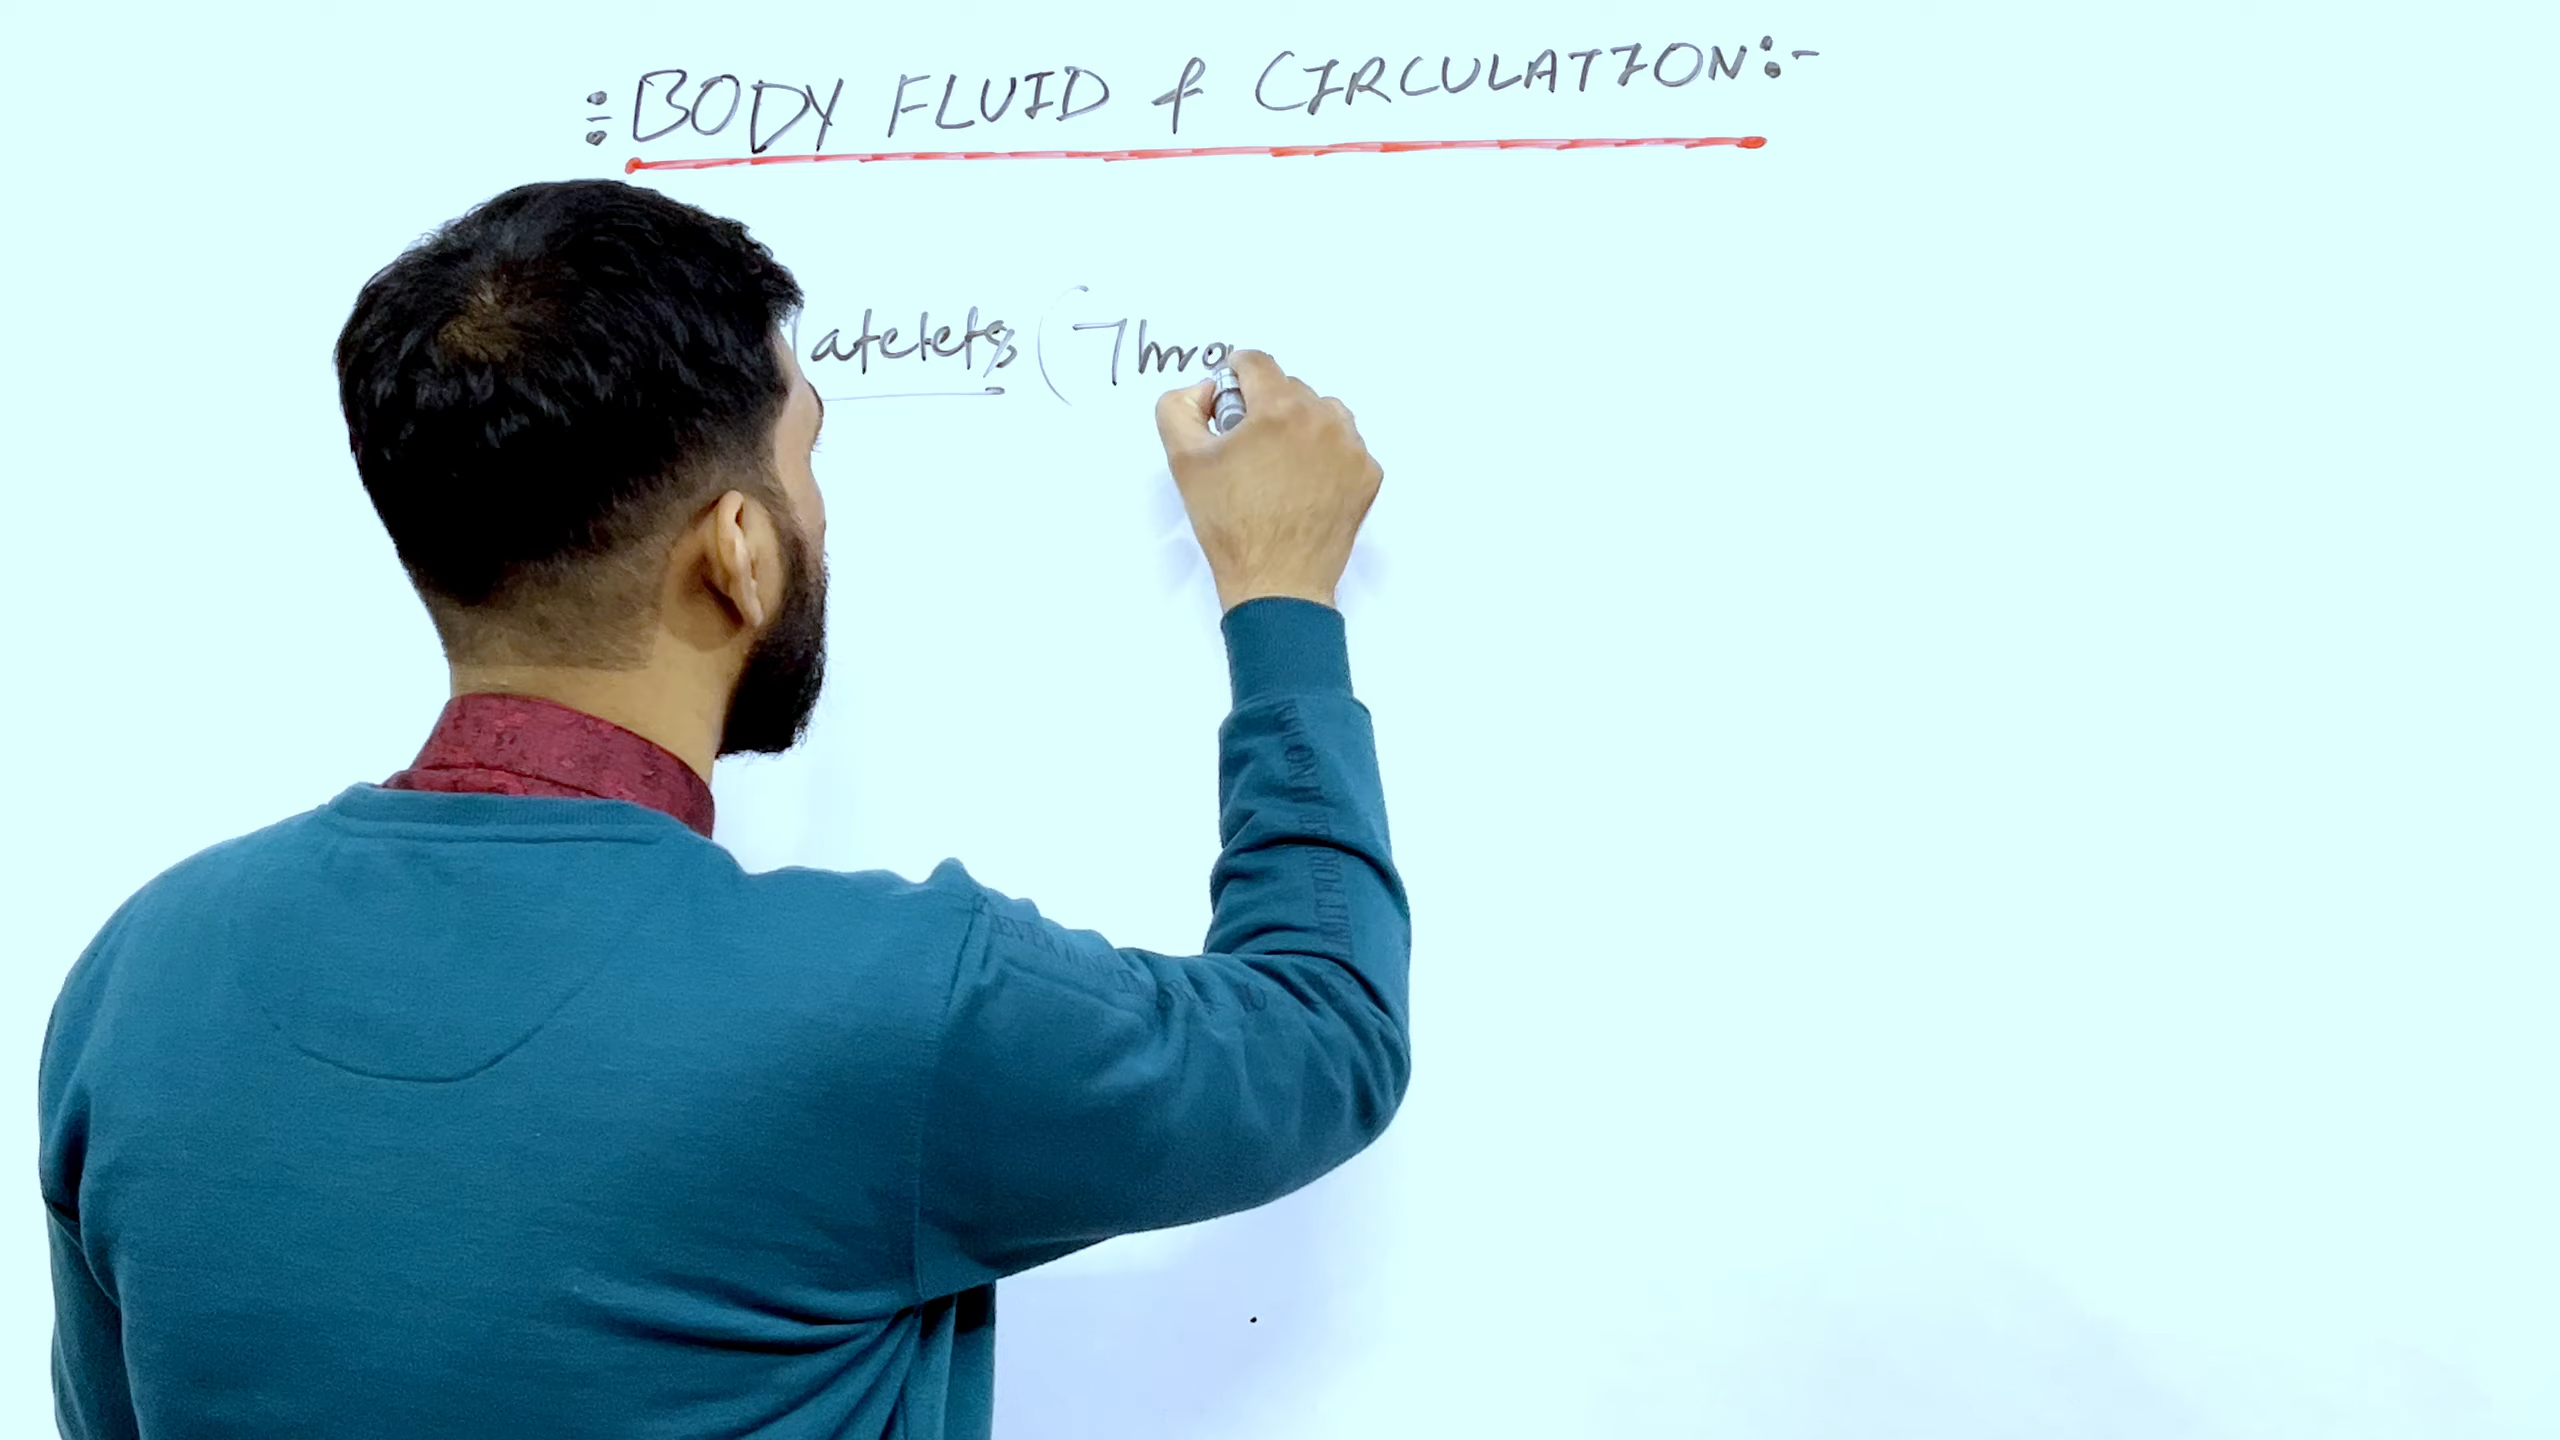 :BODY FLUID & CIRCULATION:-
latelets (Thro